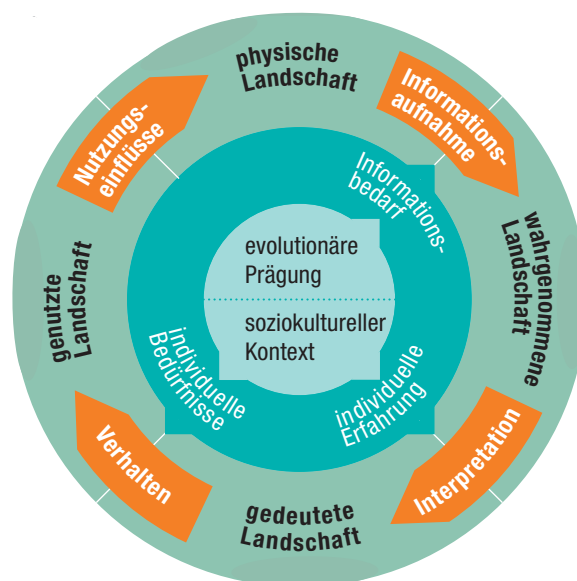 physische
Landschaft
Informations-
aufnahme
wahrgenommene
Landschaft
Interpretation
gedeutete
Landschaft
Verhalten
genutzte
Landschaft
Nutzungs-
einflüsse
Informations-
bedarf
individuelle
Erfahrung
individuelle
Bedürfnisse
evolutionäre
Prägung
soziokultureller
Kontext